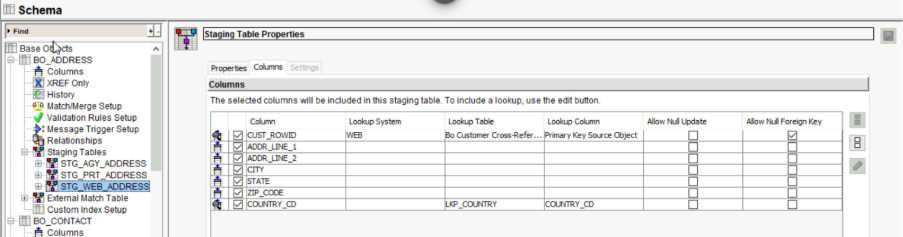 Schema
Find
Base Objects
BO_ADDRESS
Columns
XREF Only
History
Match/Merge Setup
Validation Rules Setup
Message Trigger Setup
Relationships
Staging Tables
STG_AGY_ADDRESS
STG_PRT_ADDRESS
STG_WEB_ADDRESS
External Match Table
Custom Index Setup
BO_CONTACT
Columns
Staging Table Properties
Properties Columns Settings
Columns
The selected columns will be included in this staging table. To include a lookup, use the edit button.
Column Lookup System Lookup Table Lookup Column Allow Null Update Allow Null Foreign Key
CUST_ROWID WEB Bo Customer Cross-Refer... Primary Key Source Object
ADDR_LINE_1
ADDR_LINE_2
CITY
STATE
ZIP_CODE
COUNTRY_CD LKP_COUNTRY COUNTRY_CD